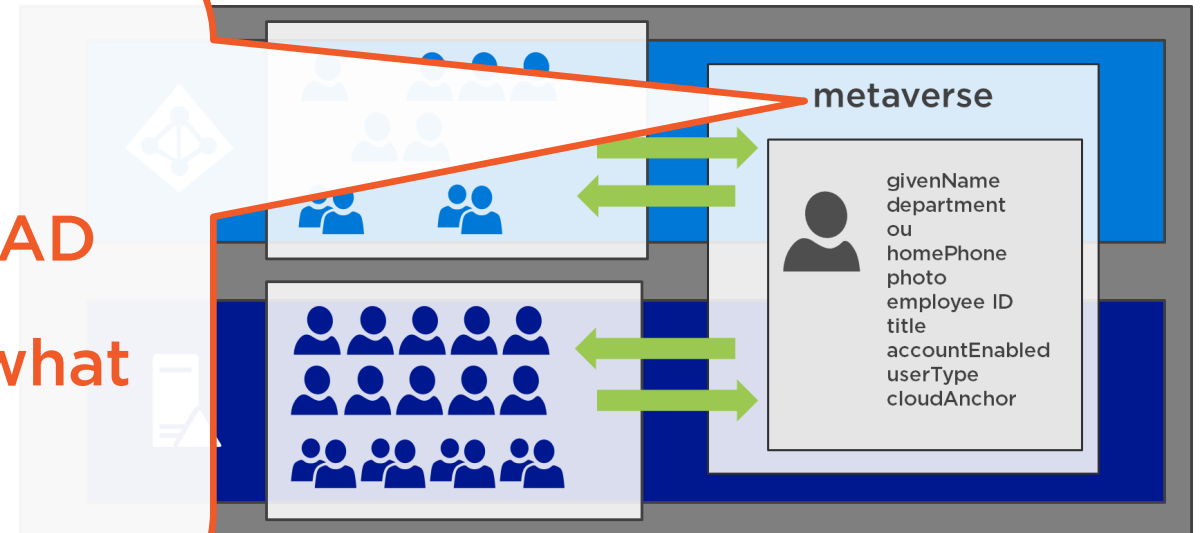 AD
what
metaverse
givenName
department
ou
homePhone
photo
employee ID
title
accountEnabled
userType
cloudAnchor